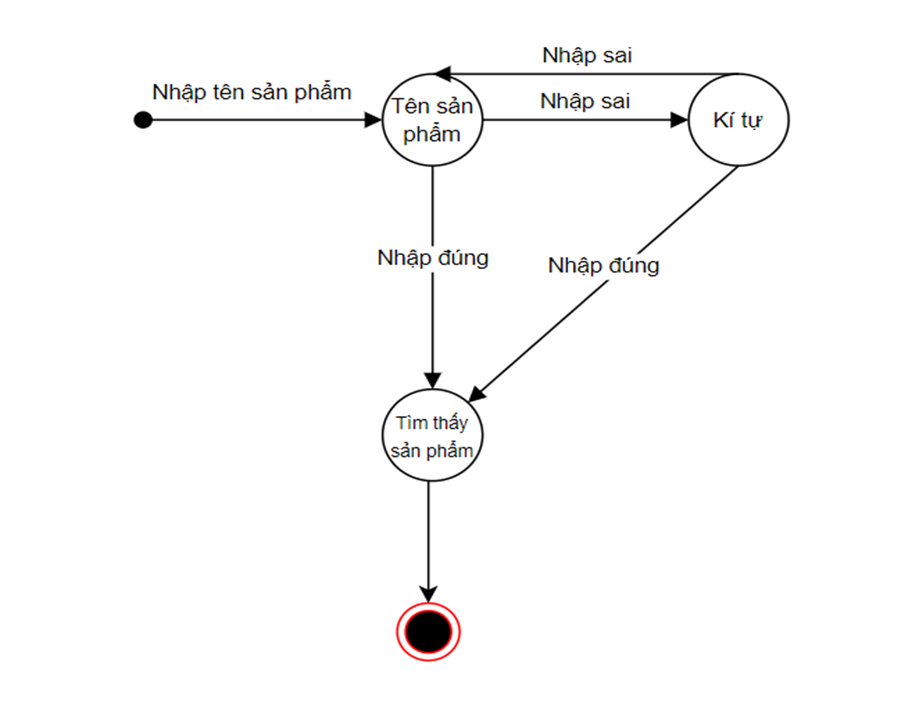 Nhập sai
Nhập tên sản phẩm
Tên sản
phẩm
Nhập sai
Kí tự
Nhập đúng
Nhập đúng
Tìm thấy
sản phẩm